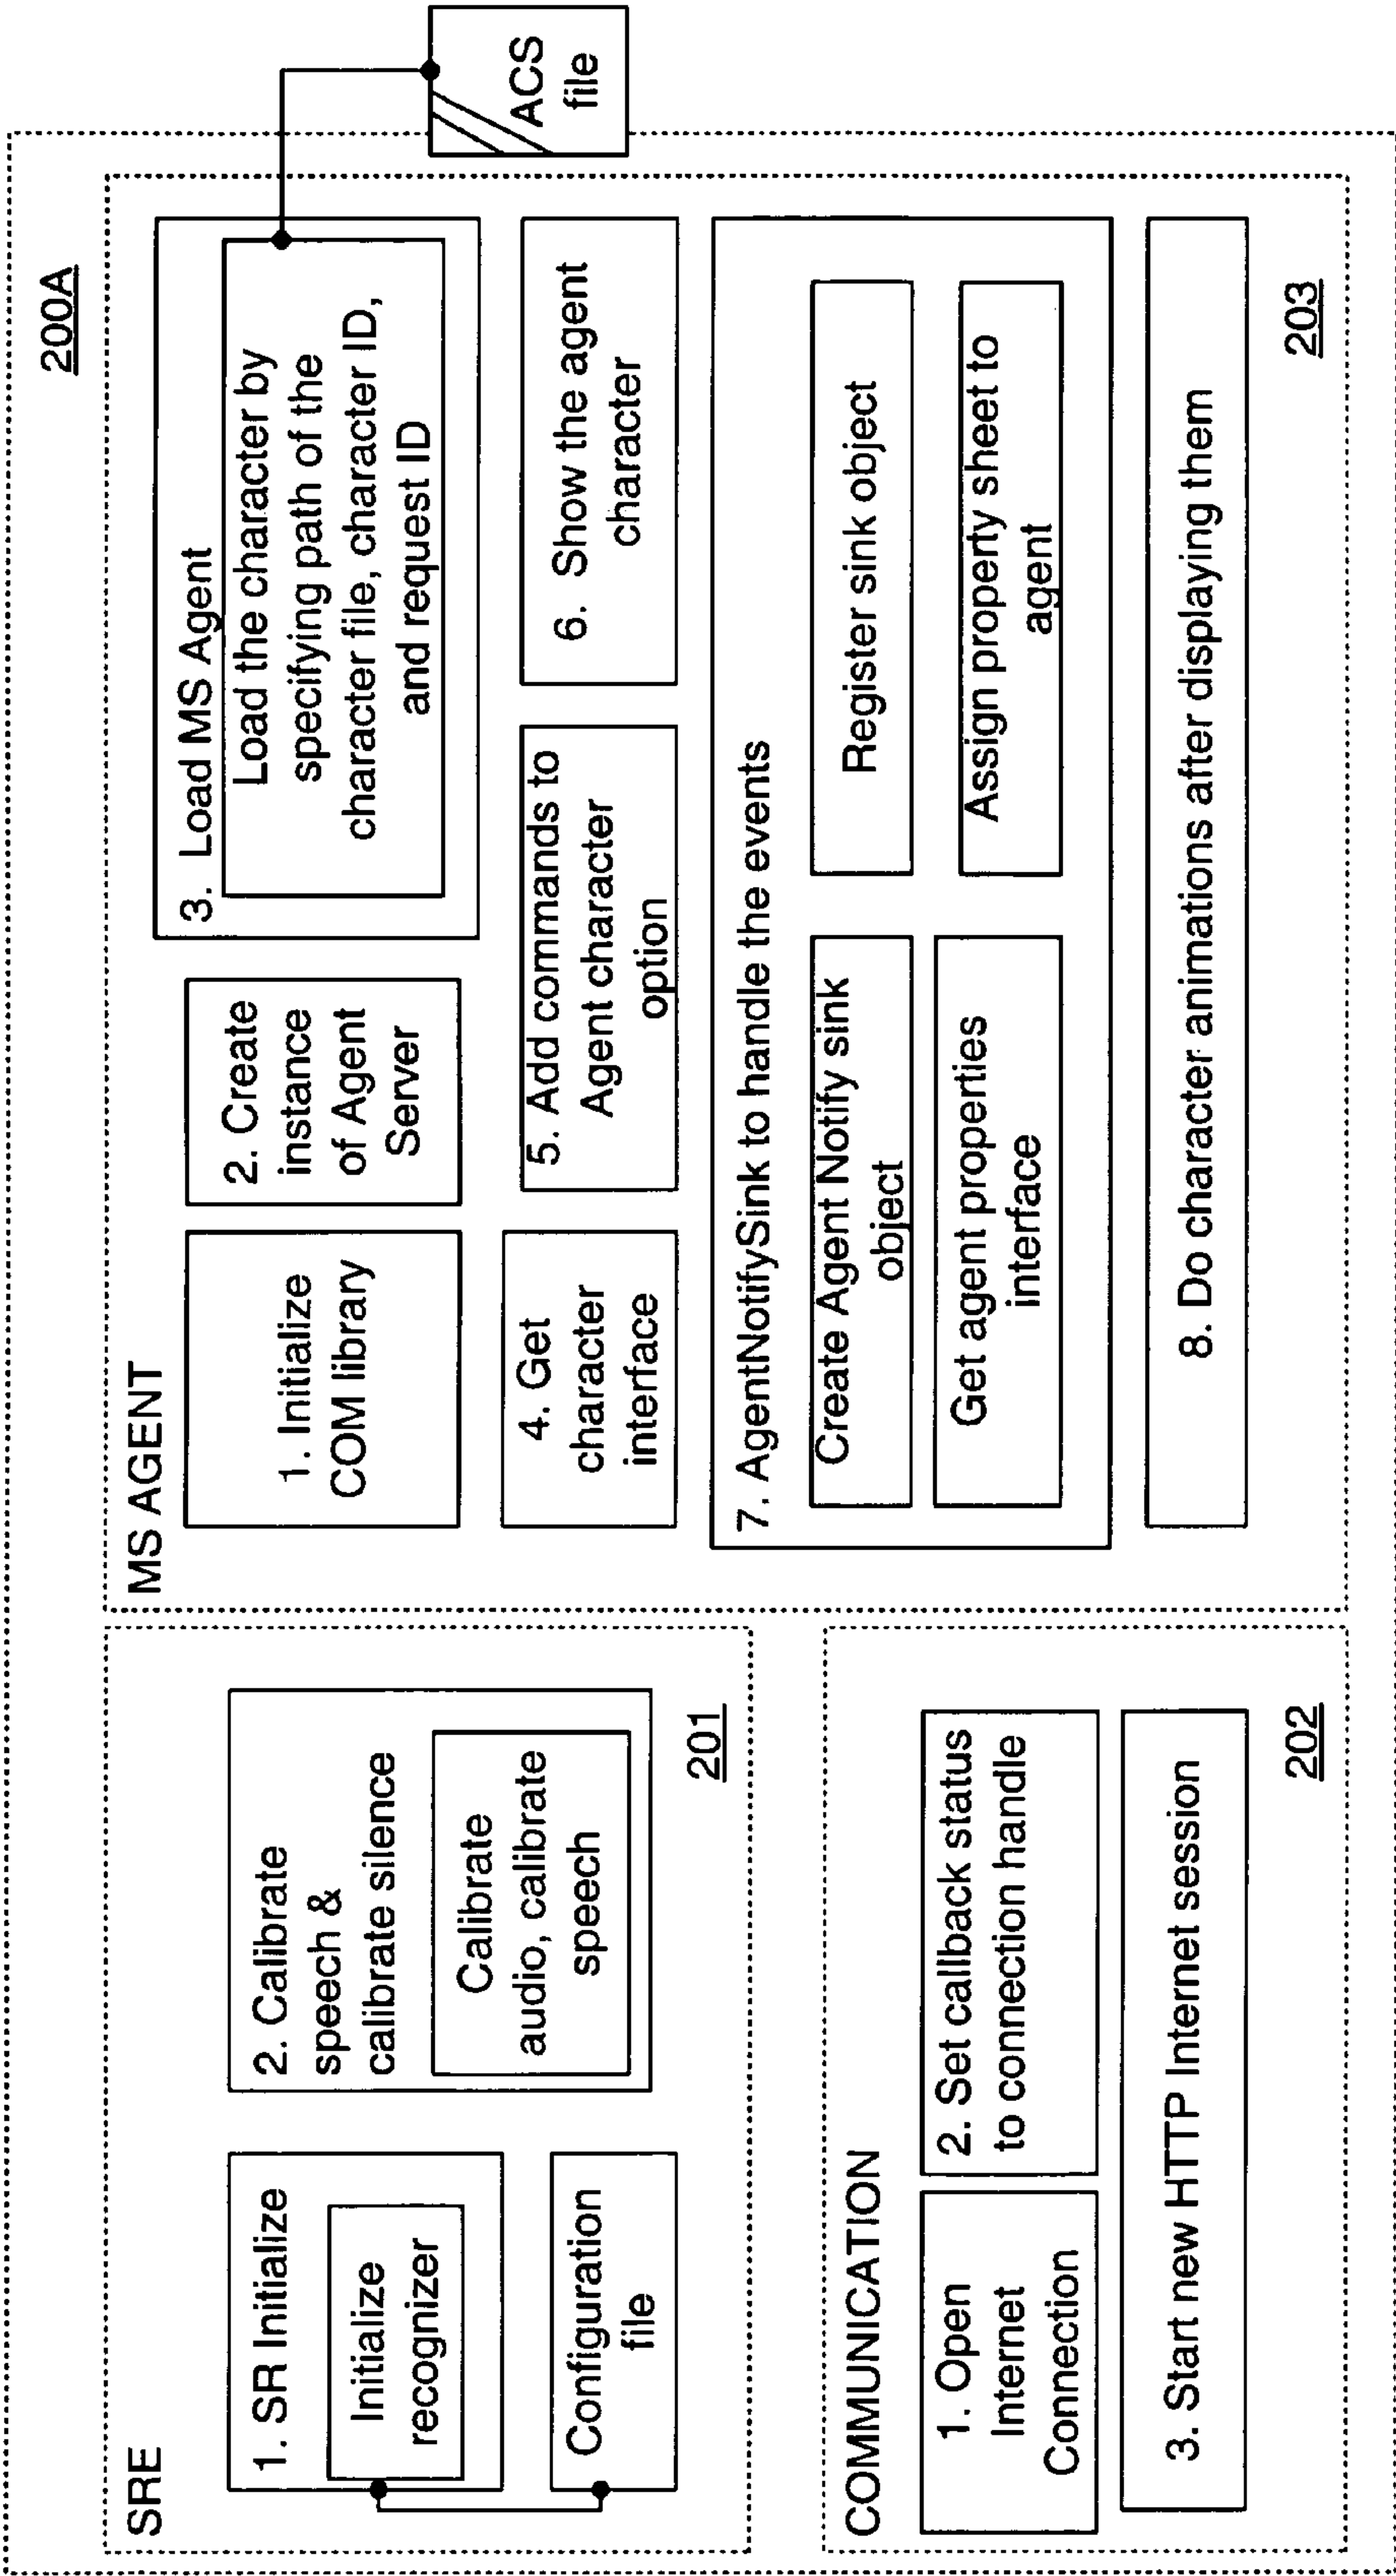 200A
SRE
1. SR Initialize
Initialize
recognizer
Configuration
file
2. Calibrate
speech &
calibrate silence
Calibrate
audio, calibrate
speech
201
COMMUNICATION
1. Open
Internet
Connection
2. Set callback status
to connection handle
3. Start new HTTP Internet session
202
MS AGENT
1. Initialize
COM library
2. Create
instance
of Agent
Server
3. Load MS Agent
Load the character by
specifying path of the
character file, character ID,
and request ID
ACS
file
4. Get
character
interface
5. Add commands to
Agent character
option
6. Show the agent
character
7. AgentNotifySink to handle the events
Create Agent Notify sink
object
Register sink object
Get agent properties
interface
Assign property sheet to
agent
8. Do character animations after displaying them
203